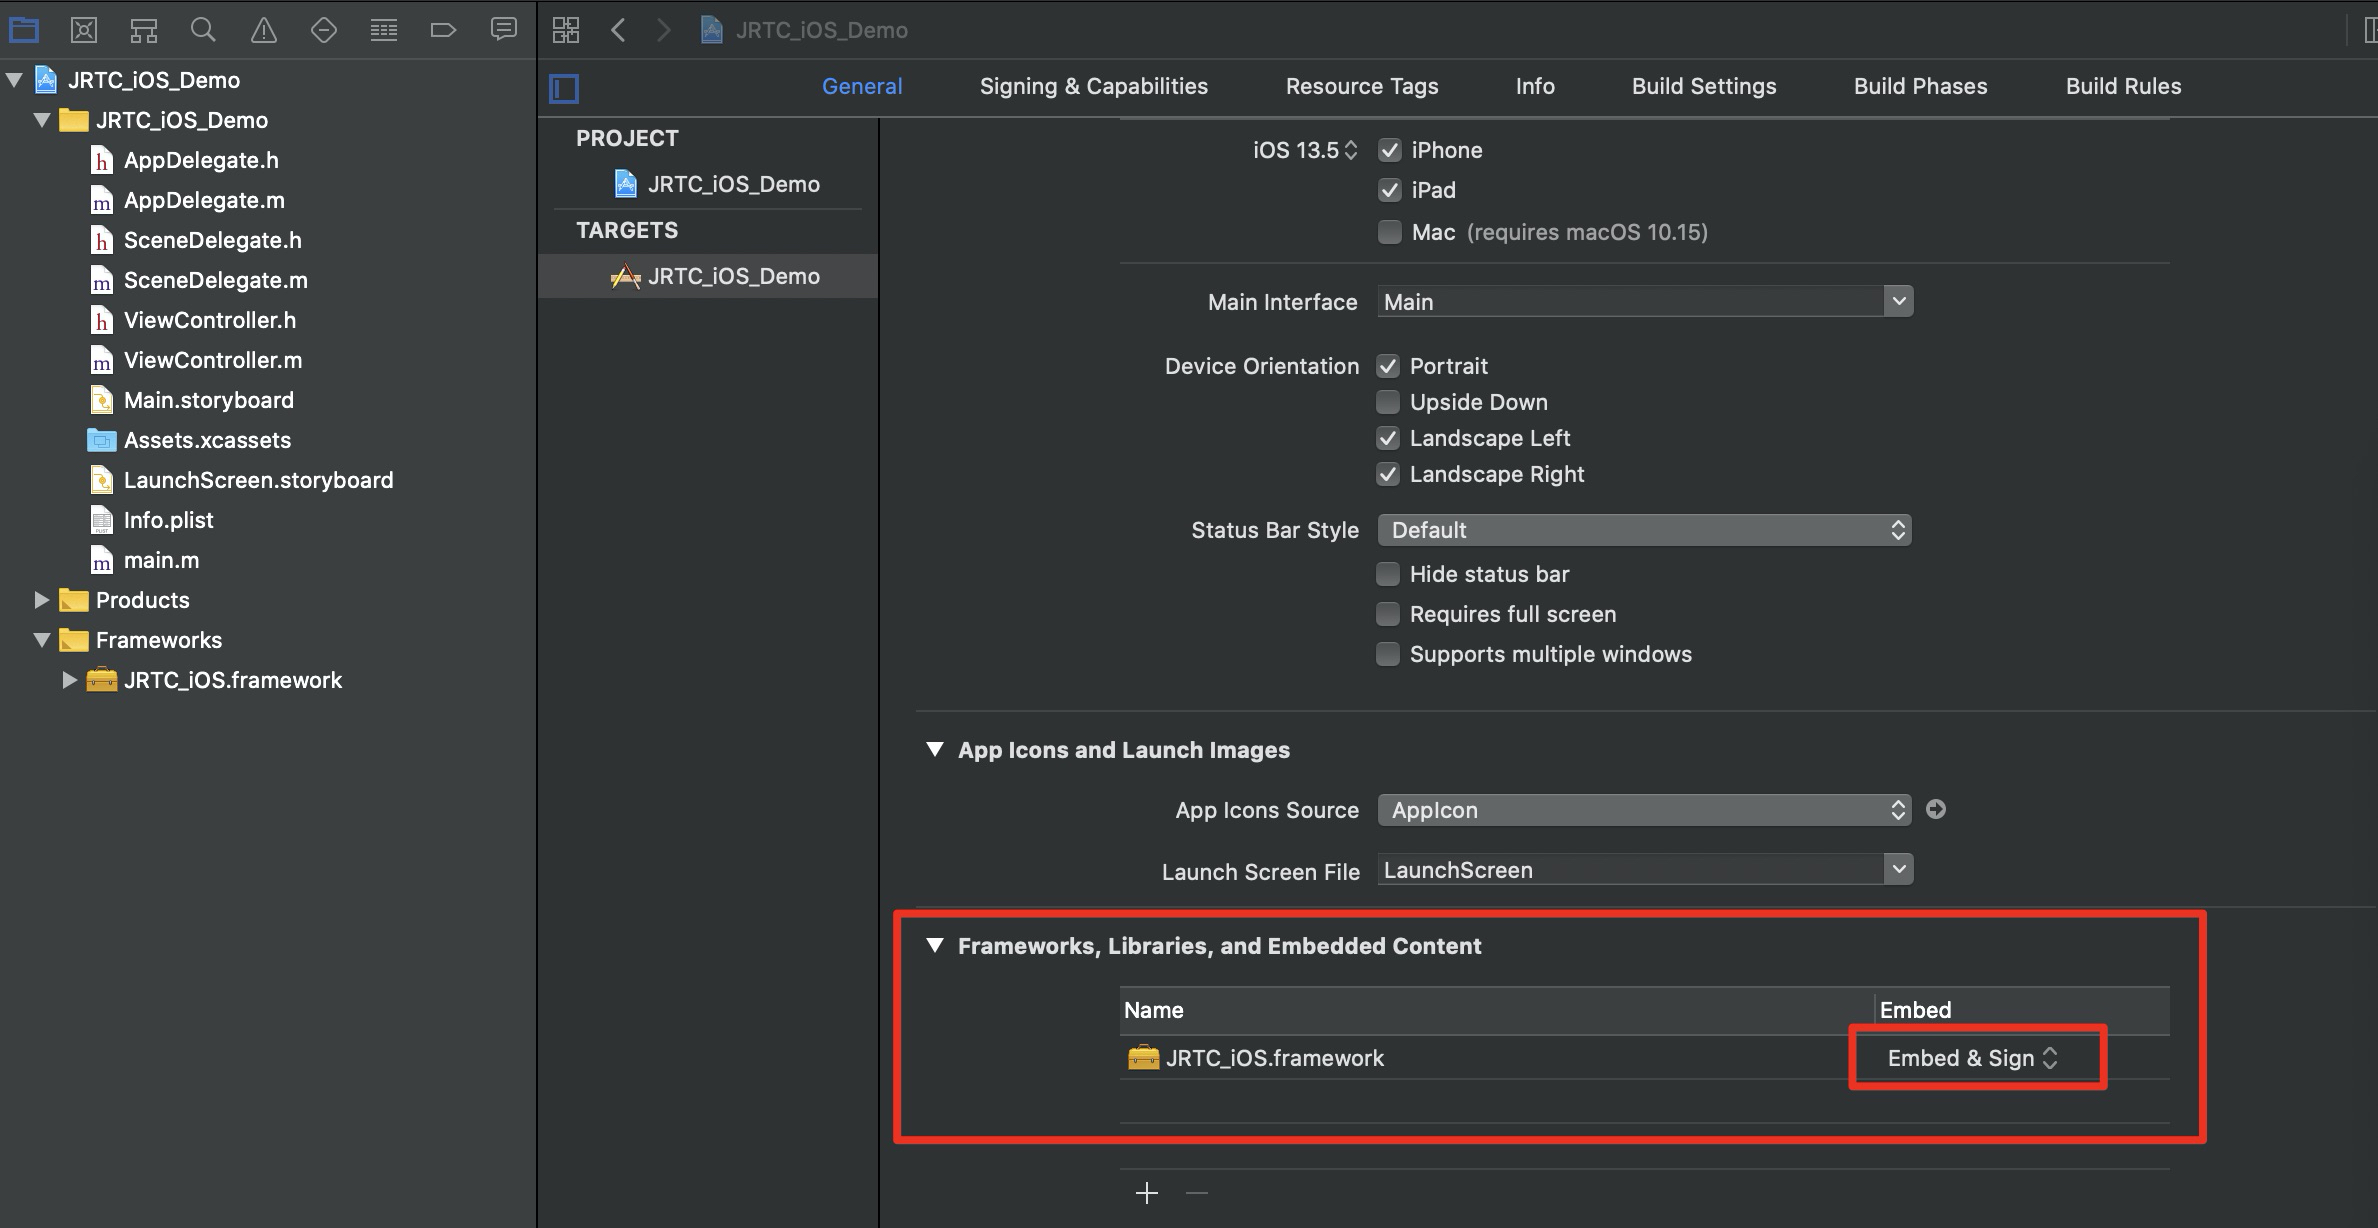 JRTC_iOS_Demo
General
Signing & Capabilities
Resource Tags
Info
Build Settings
Build Phases
Build Rules
JRTC_iOS_Demo
JRTC_iOS_Demo
h AppDelegate.h
m AppDelegate.m
h SceneDelegate.h
m SceneDelegate.m
h ViewController.h
m ViewController.m
Main.storyboard
Assets.xcassets
LaunchScreen.storyboard
Info.plist
m main.m
Products
Frameworks
JRTC_iOS.framework
PROJECT
JRTC_iOS_Demo
TARGETS
JRTC_iOS_Demo
iOS 13.5 iPhone
iPad
Mac (requires macOS 10.15)
Main Interface Main
Device Orientation Portrait
Upside Down
Landscape Left
Landscape Right
Status Bar Style Default
Hide status bar
Requires full screen
Supports multiple windows
App Icons and Launch Images
App Icons Source AppIcon
Launch Screen File LaunchScreen
Frameworks, Libraries, and Embedded Content
Name Embed
JRTC_iOS.framework Embed & Sign